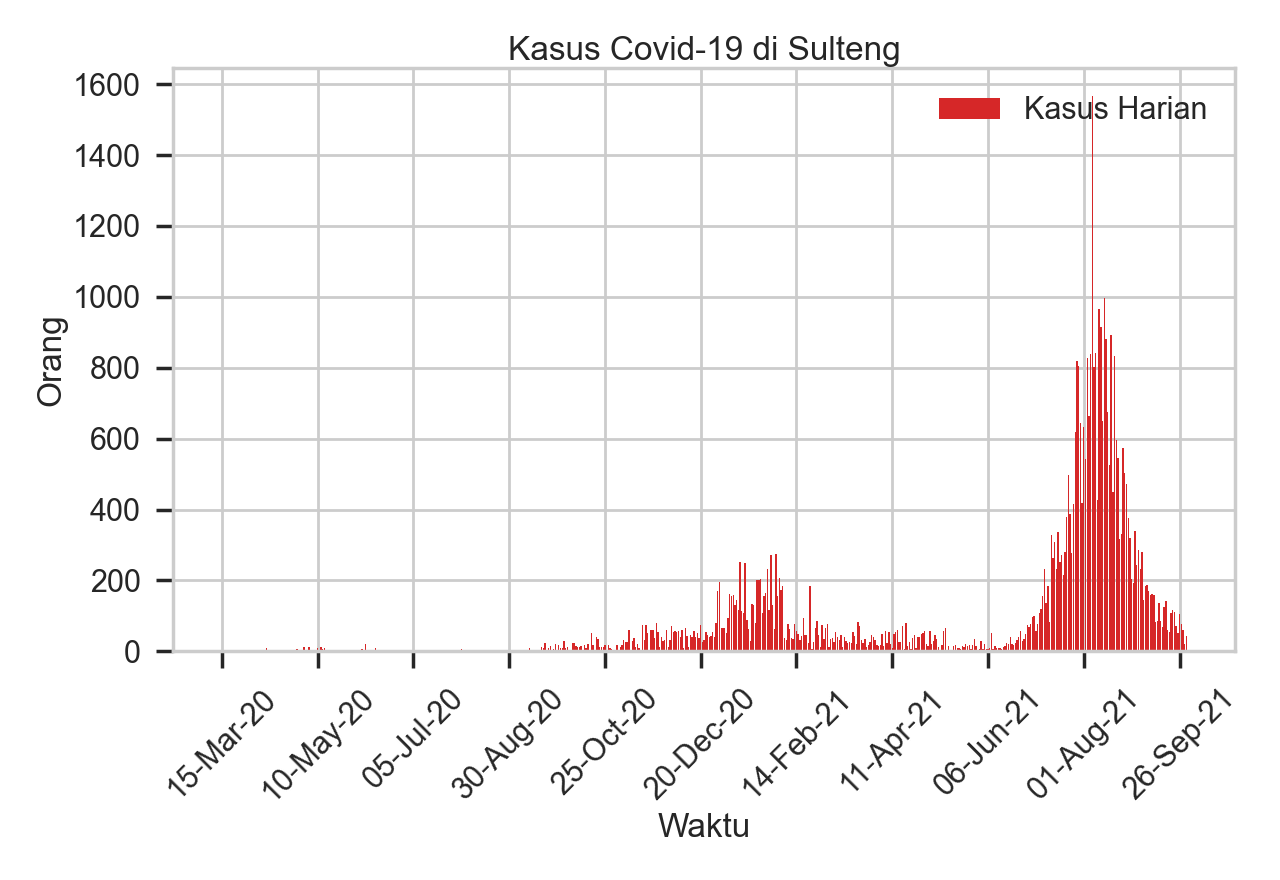 Kasus Covid-19 di Sulteng
Kasus Harian
1600
1400
1200
1000
800
600
400
200
0
Orang
15-Mar-20
10-May-20
05-Jul-20
30-Aug-20
25-Oct-20
20-Dec-20
14-Feb-21
11-Apr-21
06-Jun-21
01-Aug-21
26-Sep-21
Waktu